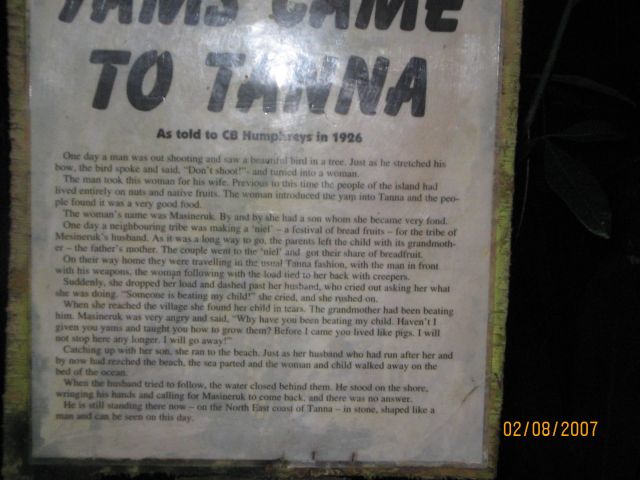 YAMS CAME
TO TANNA
As told to CB Humphreys in 1926
One day a man was out shooting and saw a beautiful bird in a tree. Just as he stretched his
bow, the bird spoke and said, "Don't shoot!"- and turned into a woman.
The man took this woman for his wife. Previous to this time the people of the island had
lived entirely on nuts and native fruits. The woman introduced the yam into Tanna and the peo-
ple found it was a very good food.
The woman's name was Masineruk. By and by she had a son whom she became very fond.
One day a neighbouring tribe was making a 'niel' – a festival of bread fruits – for the tribe of
Mesineruk's husband. As it was a long way to go, the parents left the child with its grandmoth-
er – the father's mother. The couple went to the 'niel' and got their share of breadfruit.
On their way home they were travelling in the usual Tanna fashion, with the man in front
with his weapons, the woman following with the load tied to her back with creepers.
Suddenly, she dropped her load and dashed past her husband, who cried out asking her what
she was doing. "Someone is beating my child!" she cried, and she rushed on.
When she reached the village she found her child in tears. The grandmother had been beating
him. Masineruk was very angry and said, "Why have you been beating my child. Haven't I
given you yams and taught you how to grow them? Before I came you lived like pigs. I will
not stop here any longer. I will go away!"
Catching up with her son, she ran to the beach. Just as her husband who had run after her and
by now had reached the beach, the sea parted and the woman and child walked away on the
bed of the ocean.
When the husband tried to follow, the water closed behind them. He stood on the shore,
wringing his hands and calling for Masineruk to come back, and there was no answer.
He is still standing there now – on the North East coast of Tanna – in stone, shaped like a
man and can be seen on this day.
02/08/2007